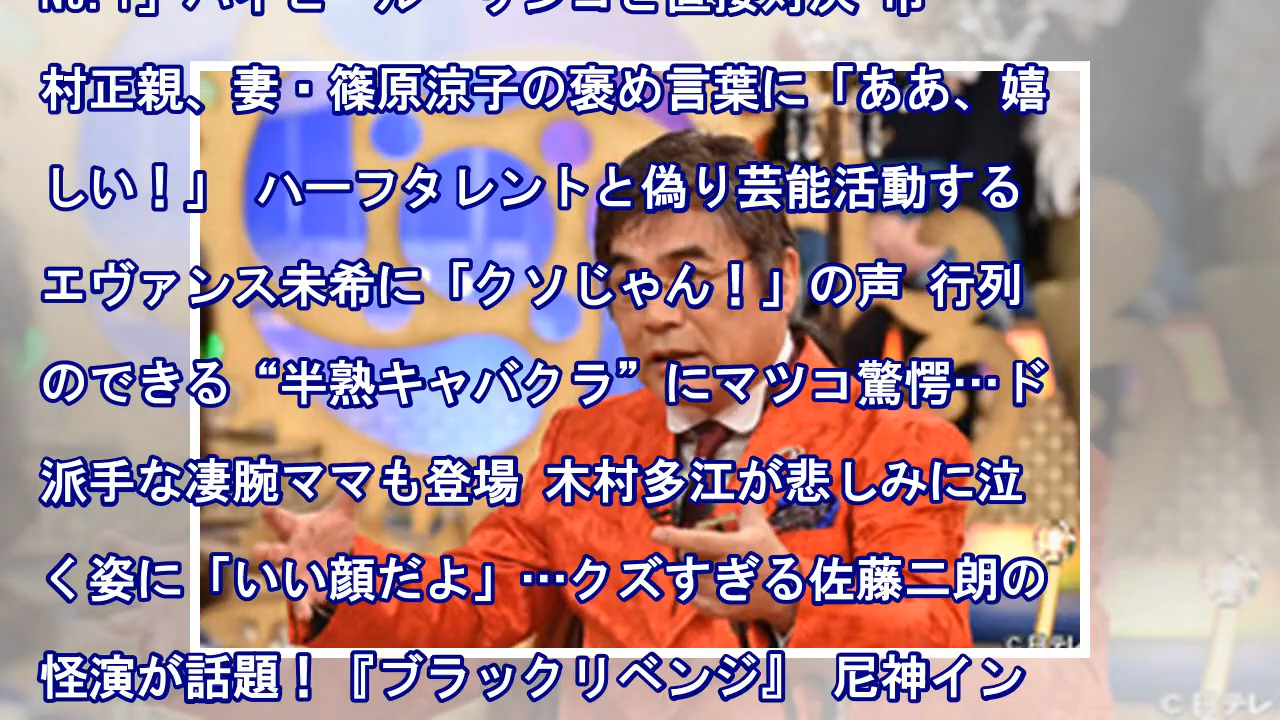 村正親、妻・篠原涼子の褒め言葉に「ああ、嬉
しい！」 ハーフタレントと偽り芸能活動する
エヴァンス未希に「クソじゃん！」の声 行列
のできる“半熟キャバクラ”にマツコ驚愕…ド
派手な凄腕ママも登場 木村多江が悲しみに泣
く姿に「いい顔だよ」…クズすぎる佐藤二朗の
怪演が話題！『ブラックリベンジ』 尼神イン
©日テレ
©日テレ